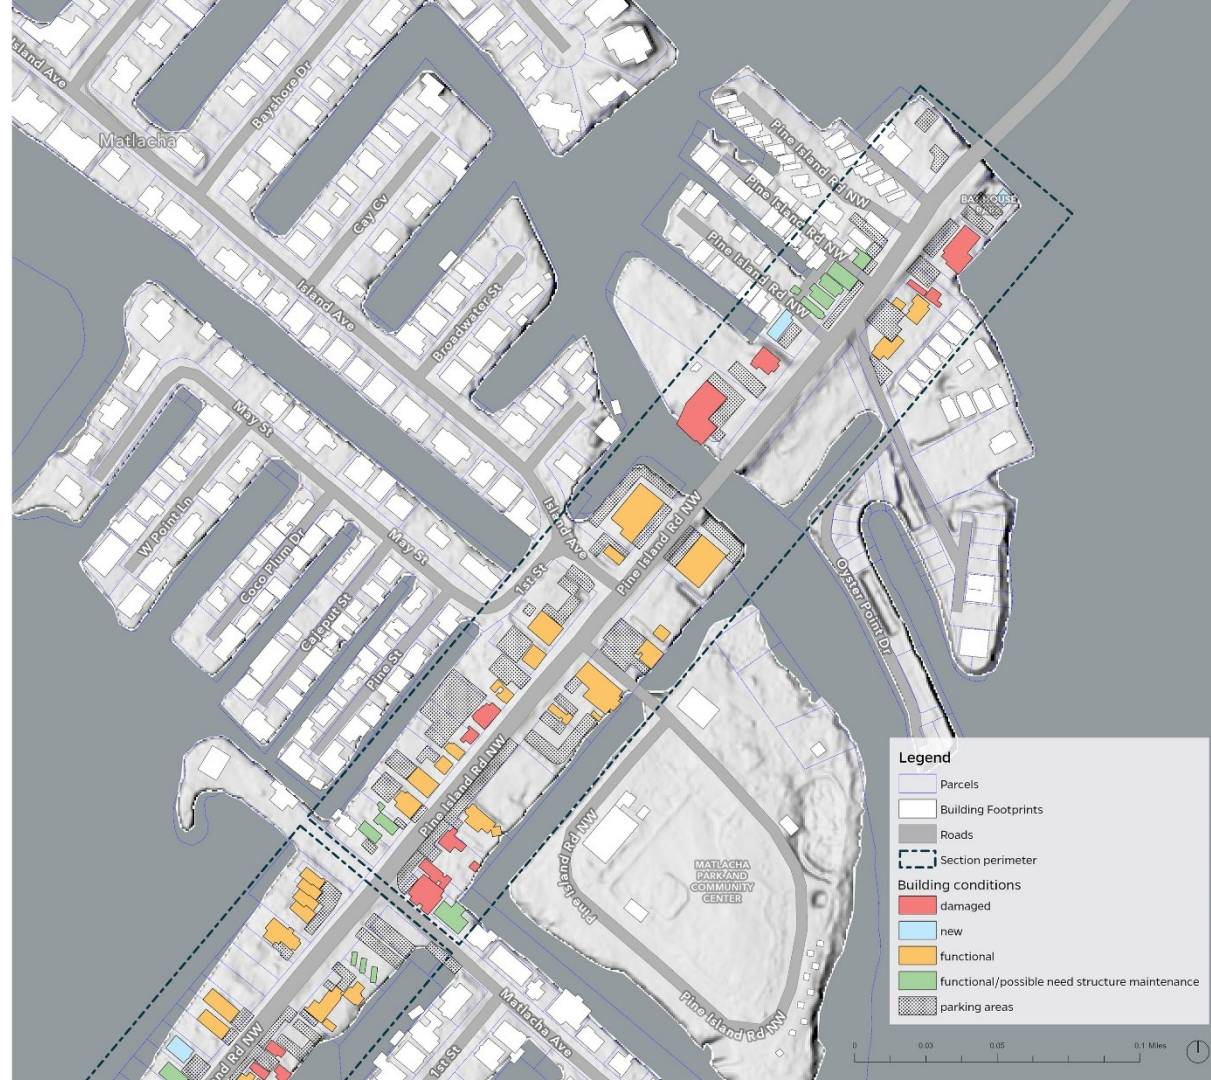 Island Ave
Bayshore Dr
Matlacha
Cay Cv
Island Ave
Broadwater St
Pine Island Rd NW
Pine Island Rd NW
Pine Island Rd NW
May St
W Point Ln
Coco Plum Dr
Cajeput St
Pine St
May St
Island Ave
1st St
Pine Island Rd NW
Oyster Point Dr
Pine Island Rd NW
Pine Island Rd NW
MATLACHA
PARK AND
COMMUNITY
CENTER
Pine Island Rd NW
Matlacha Ave
1st St
Rd NW
Legend
Parcels
Building Footprints
Roads
Section perimeter
Building conditions
damaged
new
functional
functional/possible need structure maintenance
parking areas
0 0.03 0.05 0.1 Miles